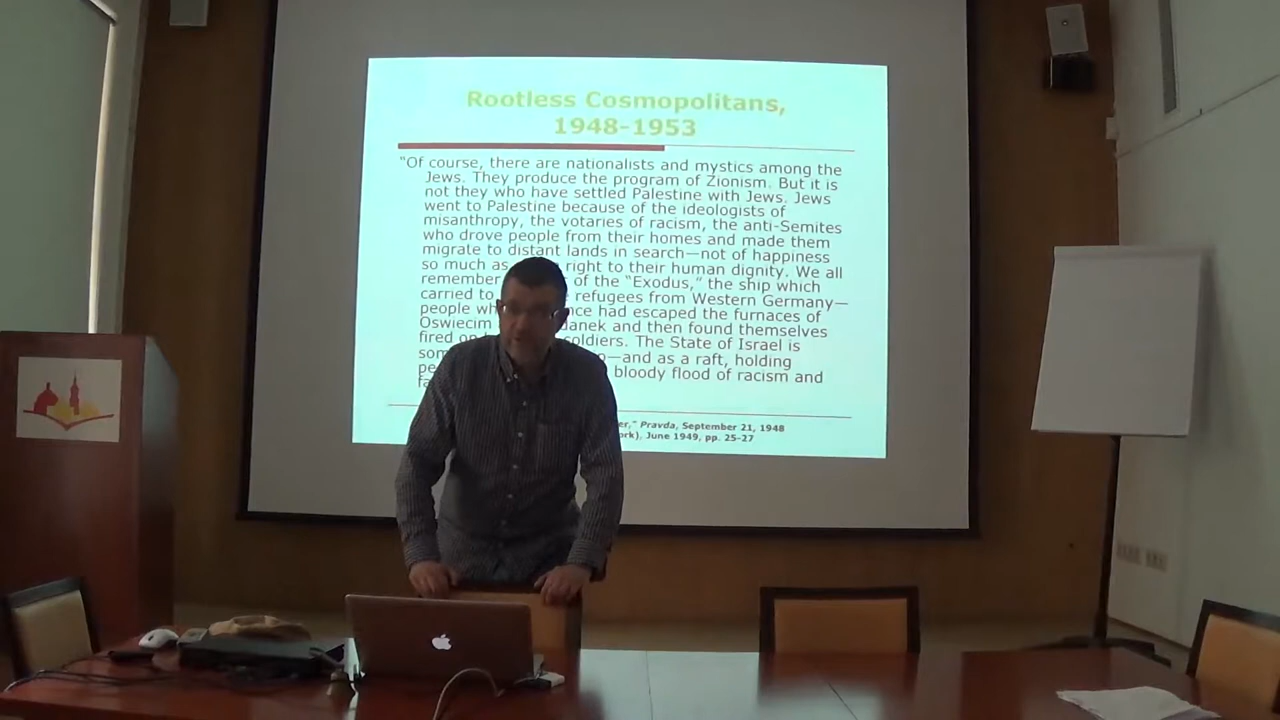 Rootless Cosmopolitans,
1948-1953
“Of course, there are nationalists and mystics among the
Jews. They produce the program of Zionism. But it is
not they who have settled Palestine with Jews. Jews
went to Palestine because of the ideologists of
misanthropy, the votaries of racism, the anti-Semites
who drove people from their homes and made them
migrate to distant lands in search—not of happiness
so much as right to their human dignity. We all
remember of the “Exodus,” the ship which
carried to refugees from Western Germany—
people had escaped the furnaces of
Oswiecim and then found themselves
fired soldiers. The State of Israel is
—and as a raft, holding
bloody flood of racism and
Pravda, September 21, 1948
June 1949, pp. 25-27